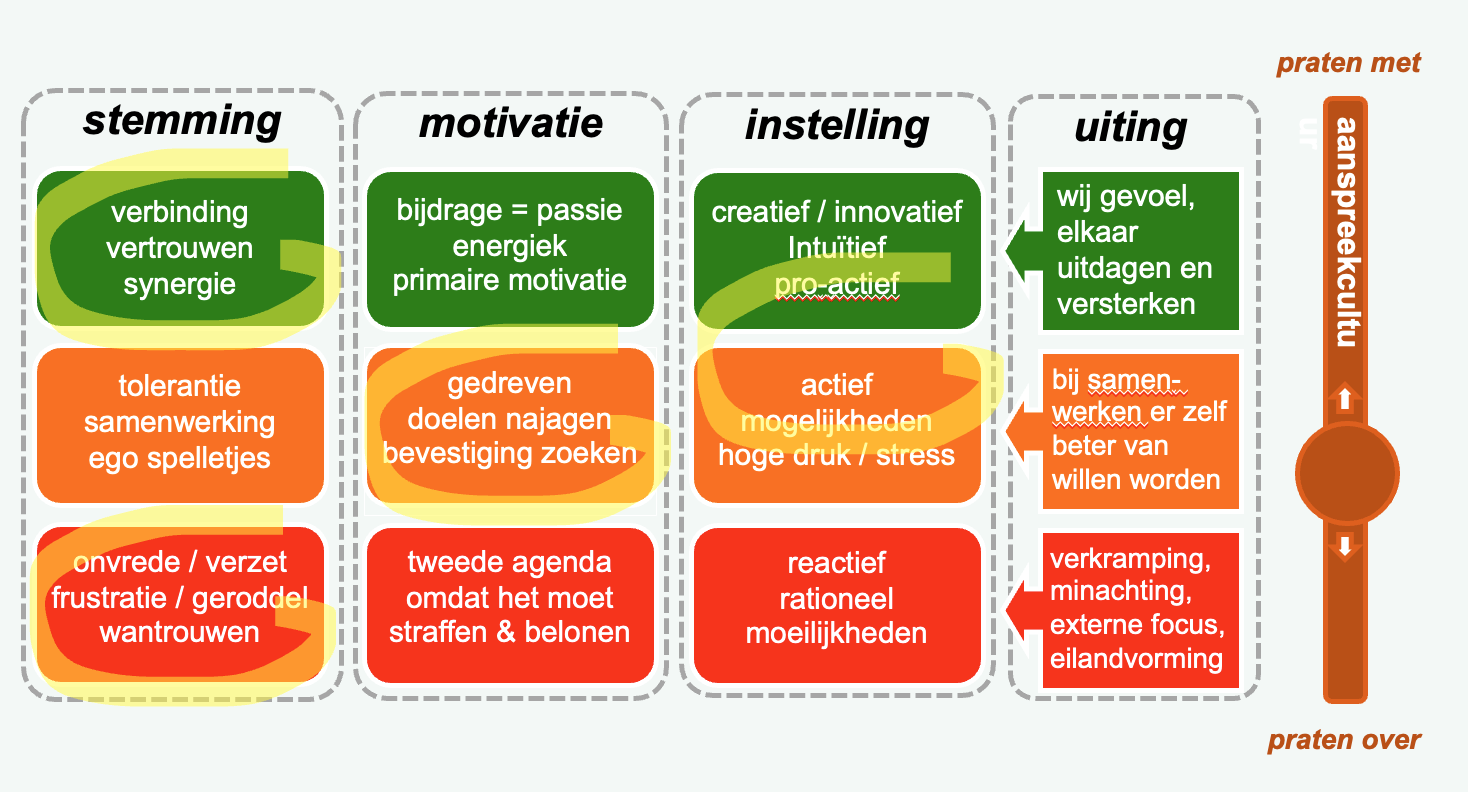 praten met
stemming
verbinding
vertrouwen
synergie
tolerantie
samenwerking
ego spelletjes
onvrede / verzet
frustratie / geroddel
wantrouwen
motivatie
bijdrage = passie
energiek
primaire motivatie
gedreven
doelen najagen
bevestiging zoeken
tweede agenda
omdat het moet
straffen & belonen
instelling
creatief / innovatief
Intuïtief
pro-actief
actief
mogelijkheden
hoge druk / stress
reactief
rationeel
moeilijkheden
uiting
wij gevoel,
elkaar
uitdagen en
versterken
bij samen-
werken er zelf
beter van
willen worden
verkramping,
minachting,
externe focus,
eilandvorming
aanspreekcultu
ur
praten over